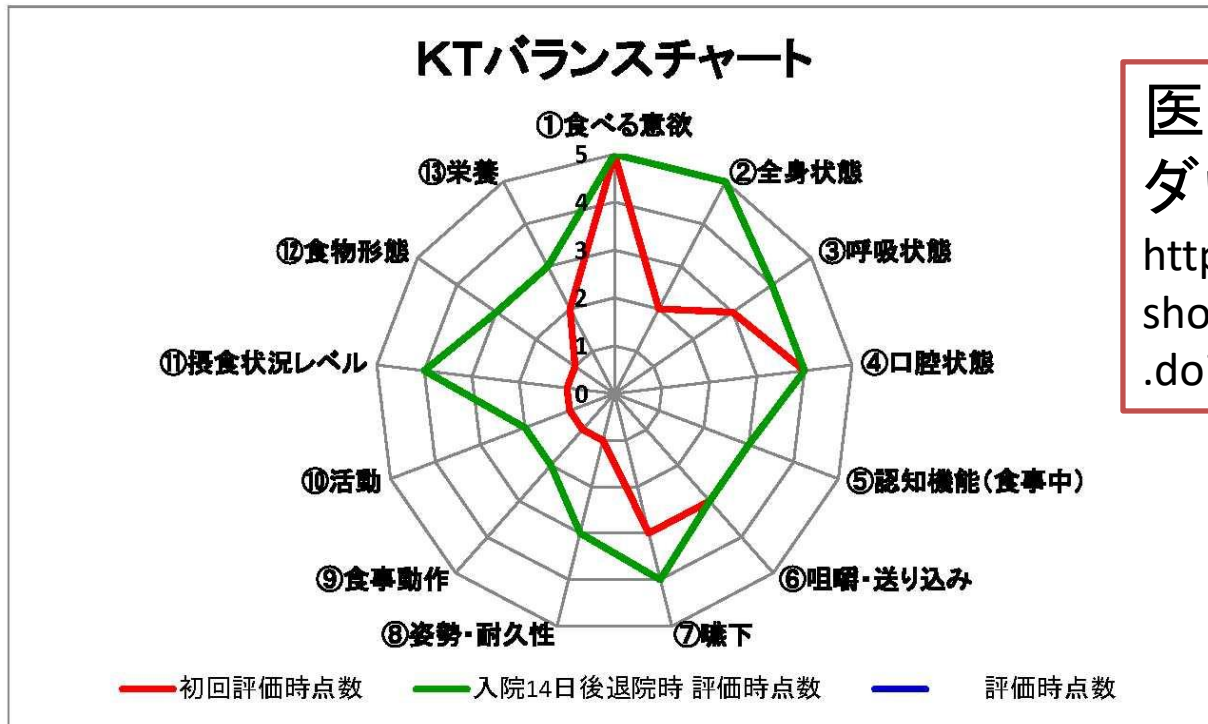 KTバランスチャート
①食べる意欲
②全身状態
③呼吸状態
④口腔状態
⑤認知機能(食事中)
⑥咀嚼・送り込み
⑦嚥下
⑧姿勢・耐久性
⑨食事動作
⑩活動
⑪摂食状況レベル
⑫食物形態
⑬栄養
5
4
3
2
1
0
初回評価時点数
入院14日後退院時 評価時点数
評価時点数
医
ダ
http
sho
.do